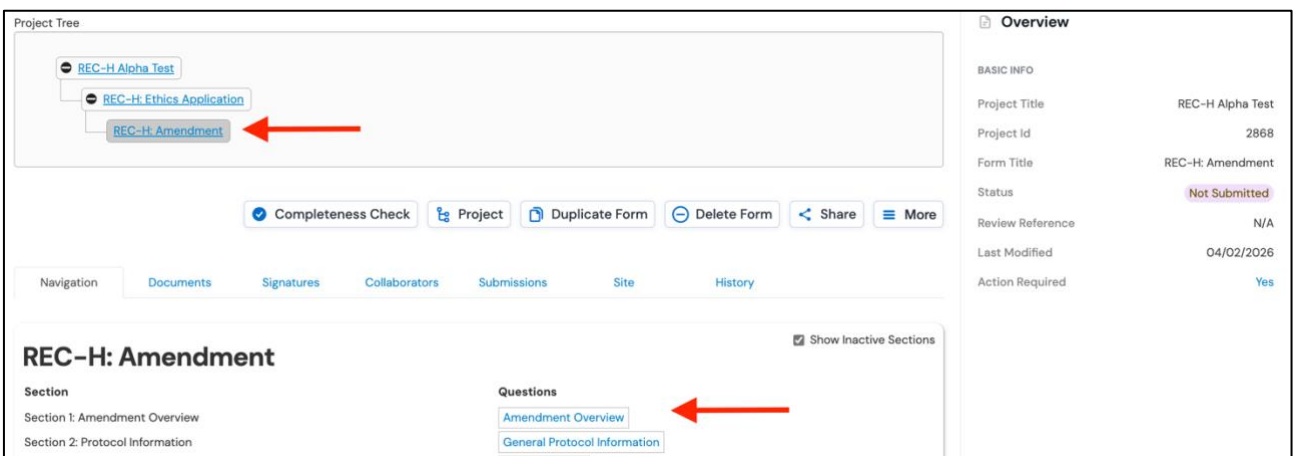 Project Tree
REC-H Alpha Test
REC-H: Ethics Application
REC-H: Amendment
Completeness Check
Project
Duplicate Form
Delete Form
Share
More
Navigation
Documents
Signatures
Collaborators
Submissions
Site
History
Show Inactive Sections
REC-H: Amendment
Section Questions
Section 1: Amendment Overview Amendment Overview
Section 2: Protocol Information General Protocol Information
Overview
BASIC INFO
Project Title REC-H Alpha Test
Project Id 2868
Form Title REC-H: Amendment
Status Not Submitted
Review Reference N/A
Last Modified 04/02/2026
Action Required Yes